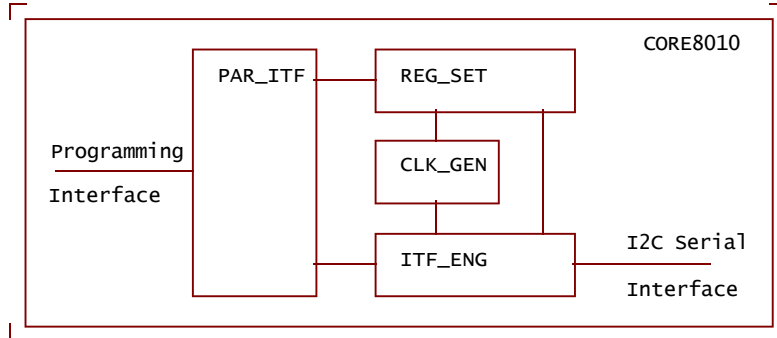 CORE8010
PAR_ITF
REG_SET
Programming
Interface
CLK_GEN
ITF_ENG
I2C Serial
Interface